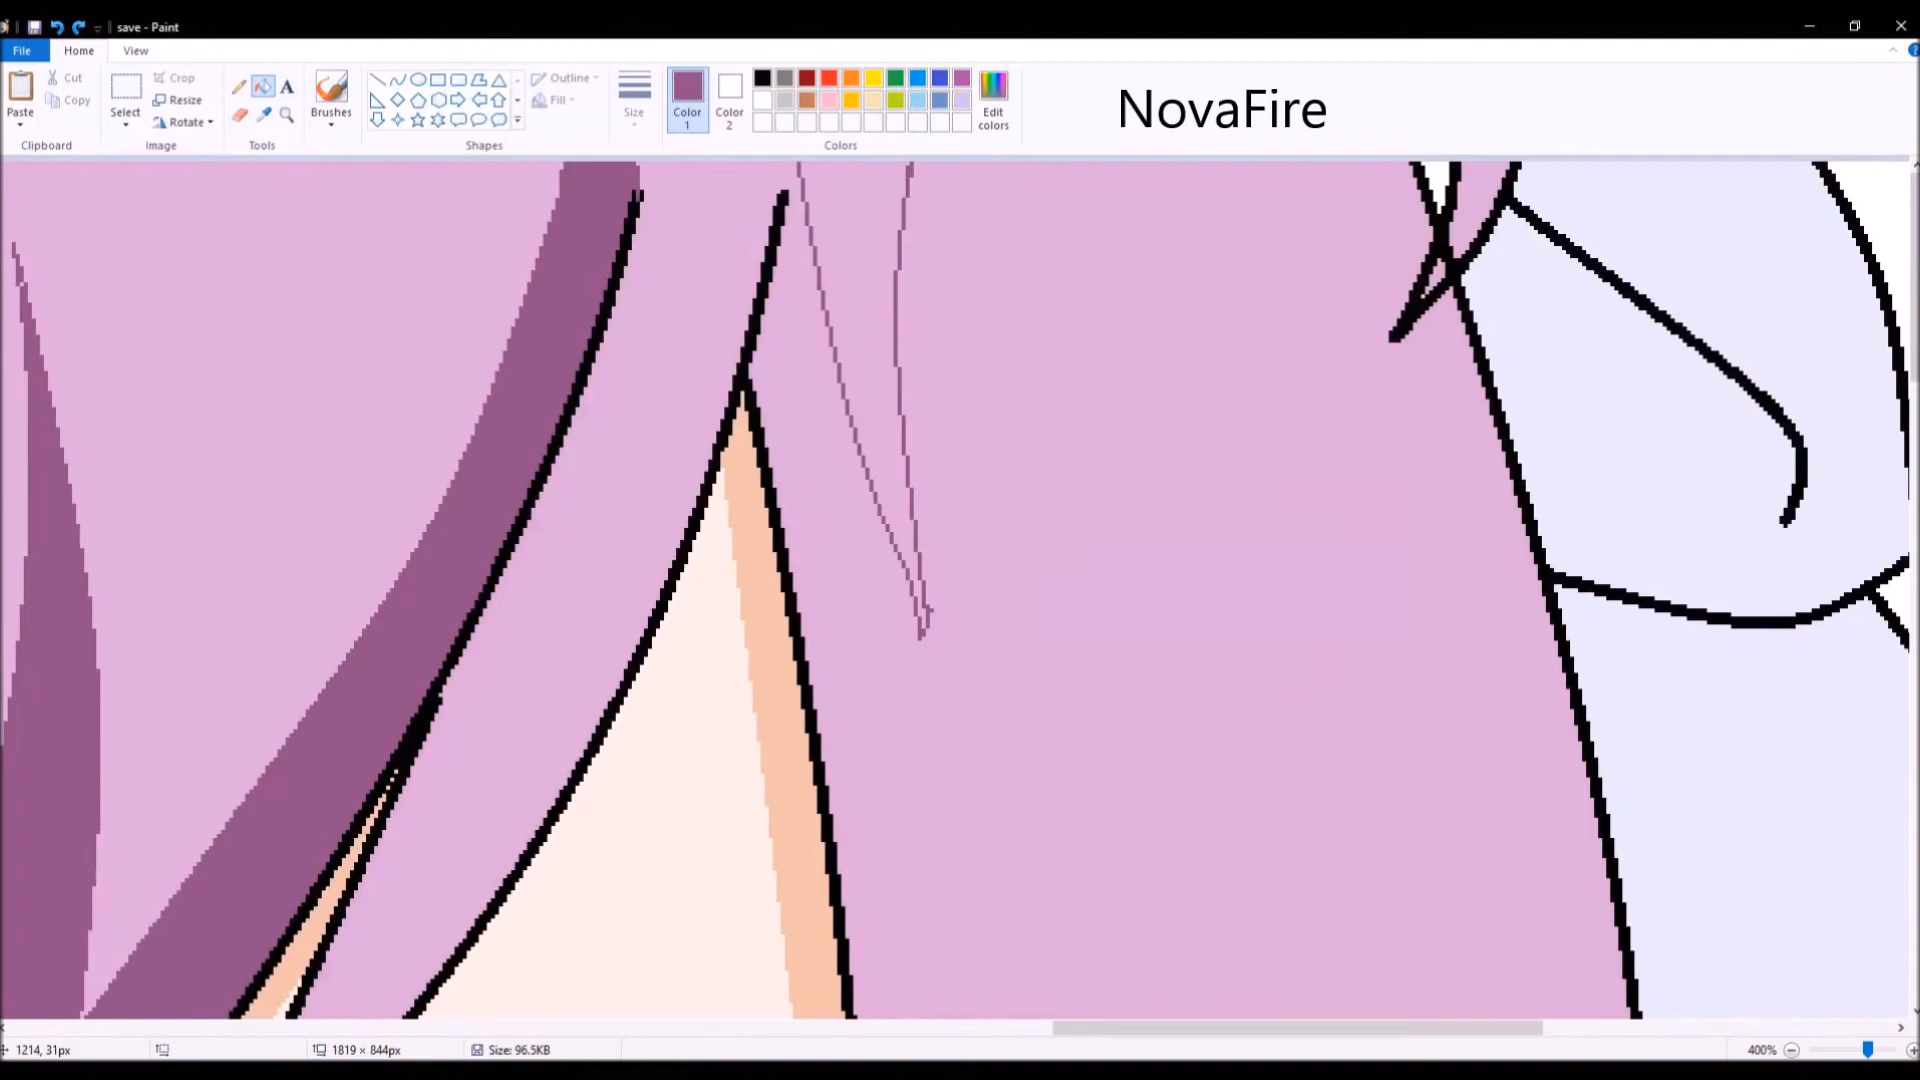 save - Paint
File Home View
Cut
Copy
Paste
Clipboard
Crop
Resize
Rotate
Select
Image
A
Tools
Brushes
Outline
Fill
Shapes
Size
Color 1
Color 2
Colors
Edit colors
NovaFire
1214, 31px
1819 × 844px
Size: 96.5KB
400%